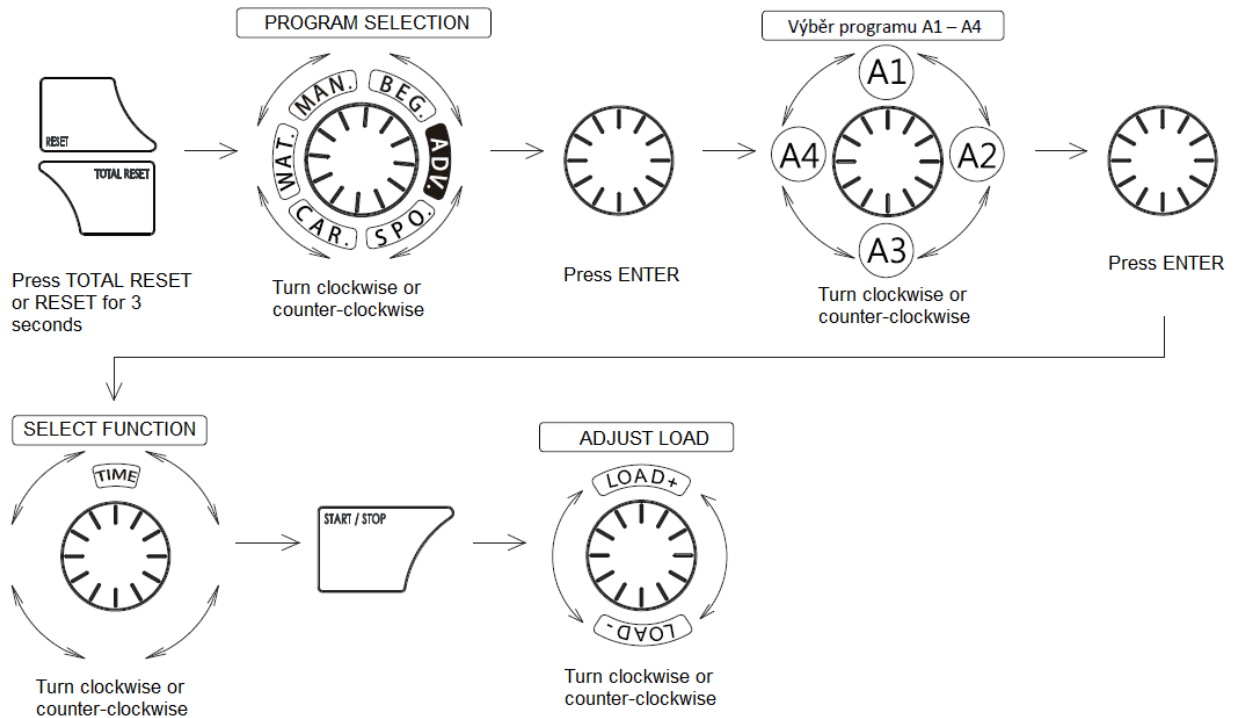 PROGRAM SELECTION
Výběr programu A1 – A4
RESET
TOTAL RESET
MAN.
BEG.
ADV.
SPO.
CAR.
WAT.
A1
A2
A3
A4
Press TOTAL RESET
or RESET for 3
seconds
Turn clockwise or
counter-clockwise
Press ENTER
Turn clockwise or
counter-clockwise
Press ENTER
SELECT FUNCTION
TIME
Turn clockwise or
counter-clockwise
START / STOP
ADJUST LOAD
LOAD+
LOAD-
Turn clockwise or
counter-clockwise